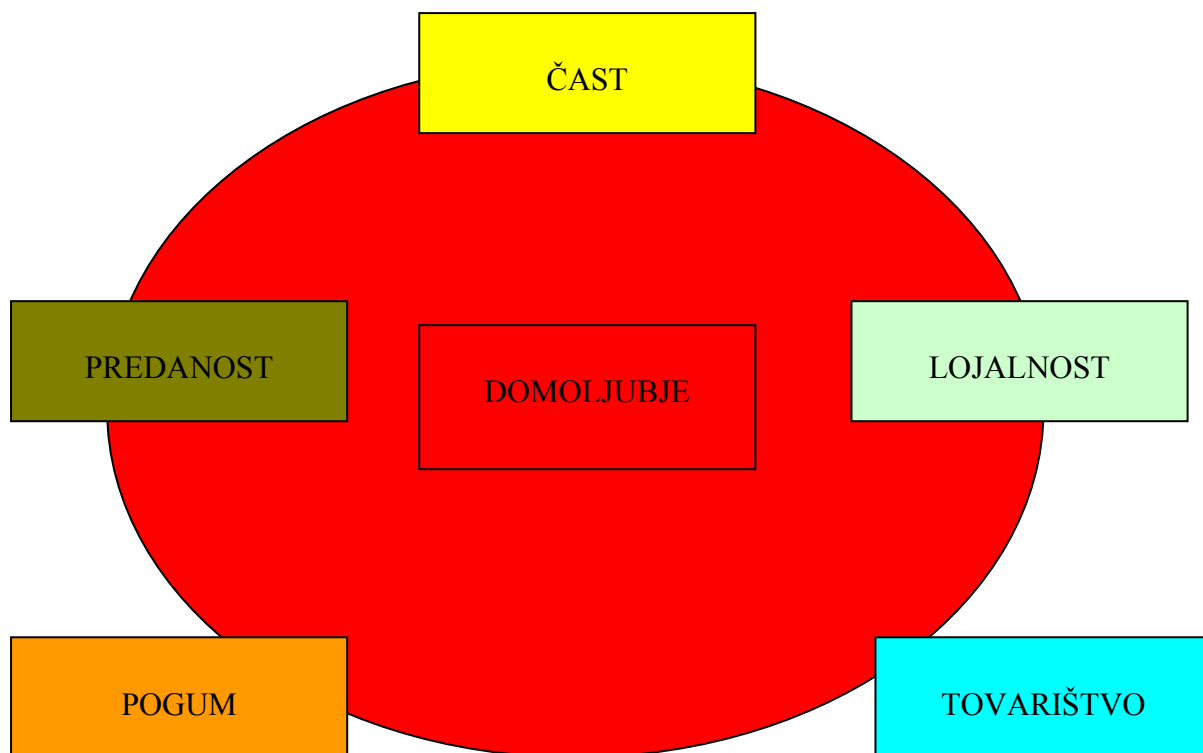 ČAST
PREDANOST
DOMOLJUBJE
LOJALNOST
POGUM
TOVARIŠTVO